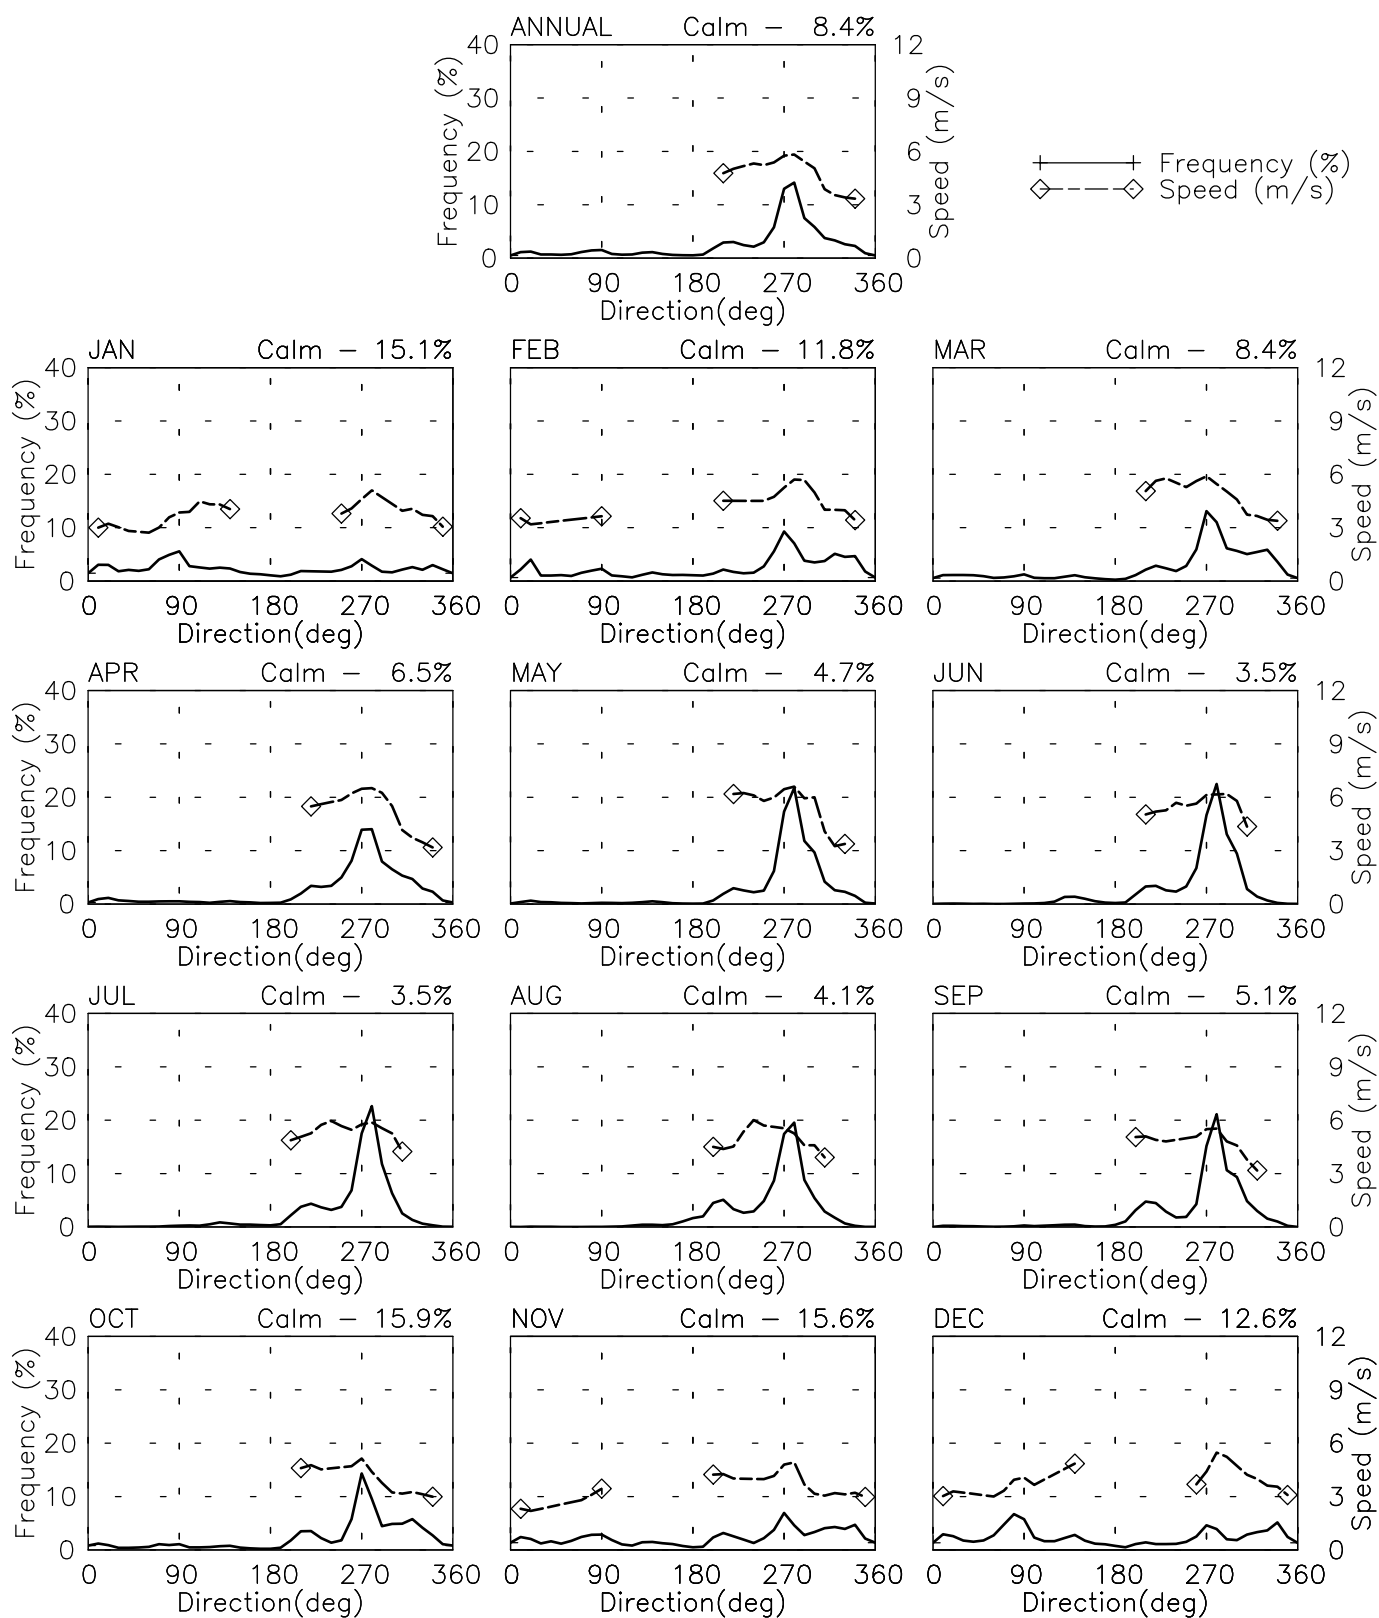 ANNUAL Calm - 8.4%
40 12
30 9
20 6
10 3
0 0
Frequency (%)
Speed (m/s)
0 90 180 270 360
Direction(deg)
Frequency (%)
Speed (m/s)
JAN Calm - 15.1% FEB Calm - 11.8% MAR Calm - 8.4%
40 12
30 9
20 6
10 3
0 0
Frequency (%)
Speed (m/s)
0 90 180 270 360 0 90 180 270 360 0 90 180 270 360
Direction(deg) Direction(deg) Direction(deg)
APR Calm - 6.5% MAY Calm - 4.7% JUN Calm - 3.5%
40 12
30 9
20 6
10 3
0 0
Frequency (%)
Speed (m/s)
0 90 180 270 360 0 90 180 270 360 0 90 180 270 360
Direction(deg) Direction(deg) Direction(deg)
JUL Calm - 3.5% AUG Calm - 4.1% SEP Calm - 5.1%
40 12
30 9
20 6
10 3
0 0
Frequency (%)
Speed (m/s)
0 90 180 270 360 0 90 180 270 360 0 90 180 270 360
Direction(deg) Direction(deg) Direction(deg)
OCT Calm - 15.9% NOV Calm - 15.6% DEC Calm - 12.6%
40 12
30 9
20 6
10 3
0 0
Frequency (%)
Speed (m/s)
0 90 180 270 360 0 90 180 270 360 0 90 180 270 360
Direction(deg) Direction(deg) Direction(deg)